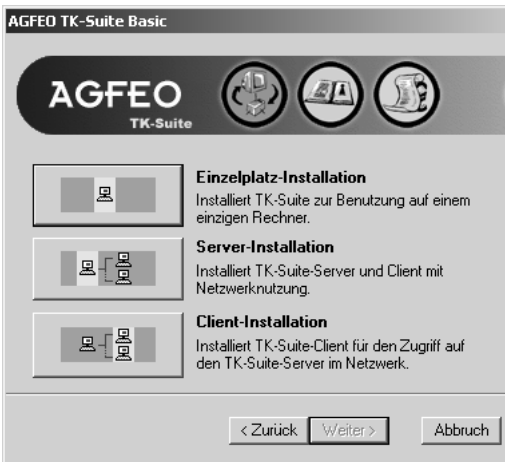 AGFEO TK-Suite Basic
AGFEO
TK-Suite
Einzelplatz-Installation
Installiert TK-Suite zur Benutzung auf einem
einzigen Rechner.
Server-Installation
Installiert TK-Suite-Server und Client mit
Netzwerknutzung.
Client-Installation
Installiert TK-Suite-Client für den Zugriff auf
den TK-Suite-Server im Netzwerk.
< Zurück Weiter > Abbruch